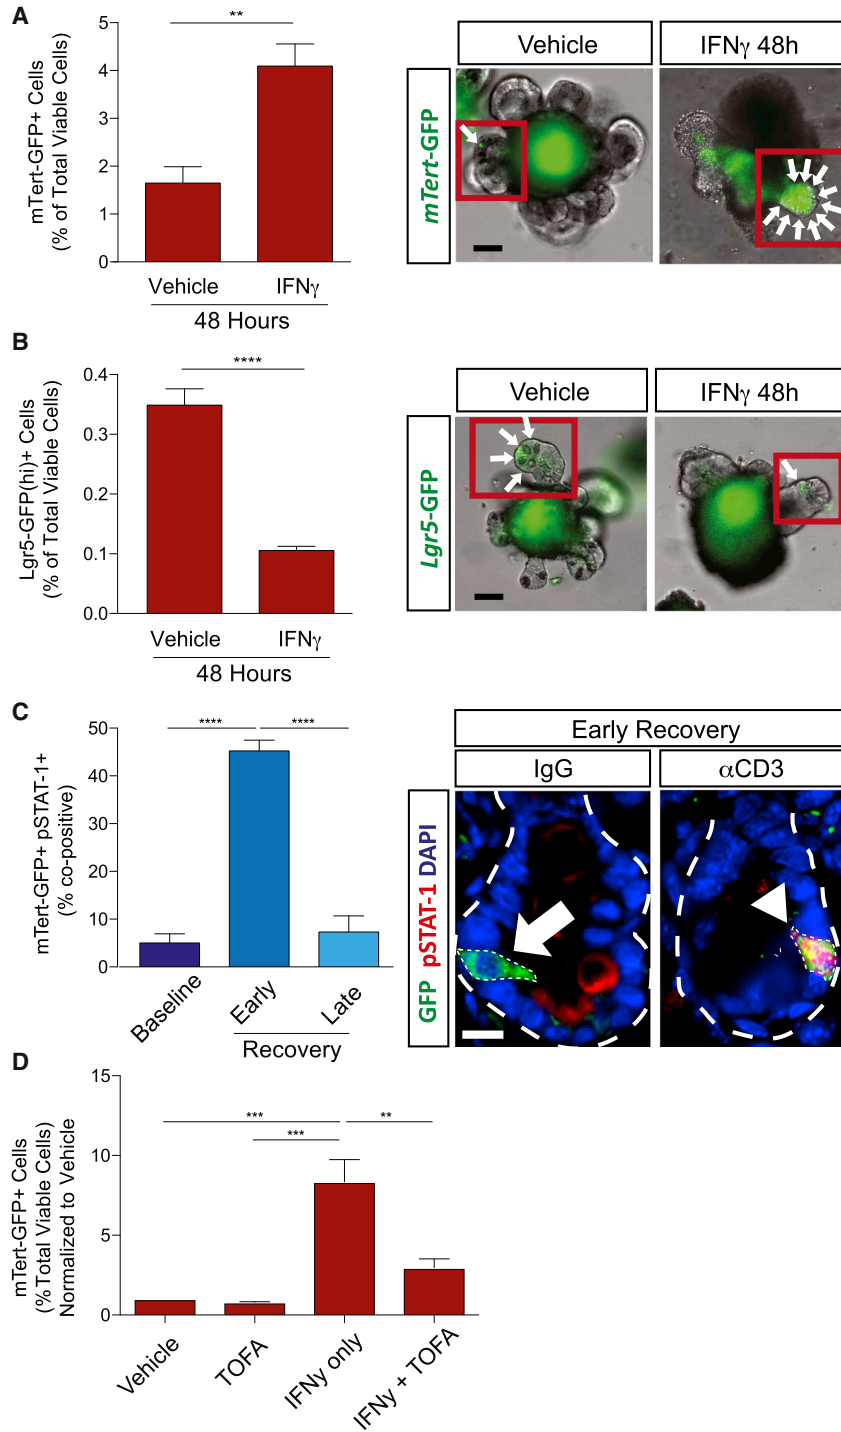 A
mTert-GFP+ Cells
(% of Total Viable Cells)
5
4
3
2
1
0
**
Vehicle
IFNγ
48 Hours
Vehicle
IFNγ 48h
mTert-GFP
B
Lgr5-GFP(hi)+ Cells
(% of Total Viable Cells)
0.4
0.3
0.2
0.1
0.0
****
Vehicle
IFNγ
48 Hours
Vehicle
IFNγ 48h
Lgr5-GFP
C
mTert-GFP+ pSTAT-1+
(% co-positive)
50
40
30
20
10
0
**** ****
Baseline
Early
Late
Recovery
Early Recovery
IgG
αCD3
GFP pSTAT-1 DAPI
D
mTert-GFP+ Cells
(% Total Viable Cells)
Normalized to Vehicle
15
10
5
0
***
***
**
Vehicle
TOFA
IFNy only
IFNy + TOFA